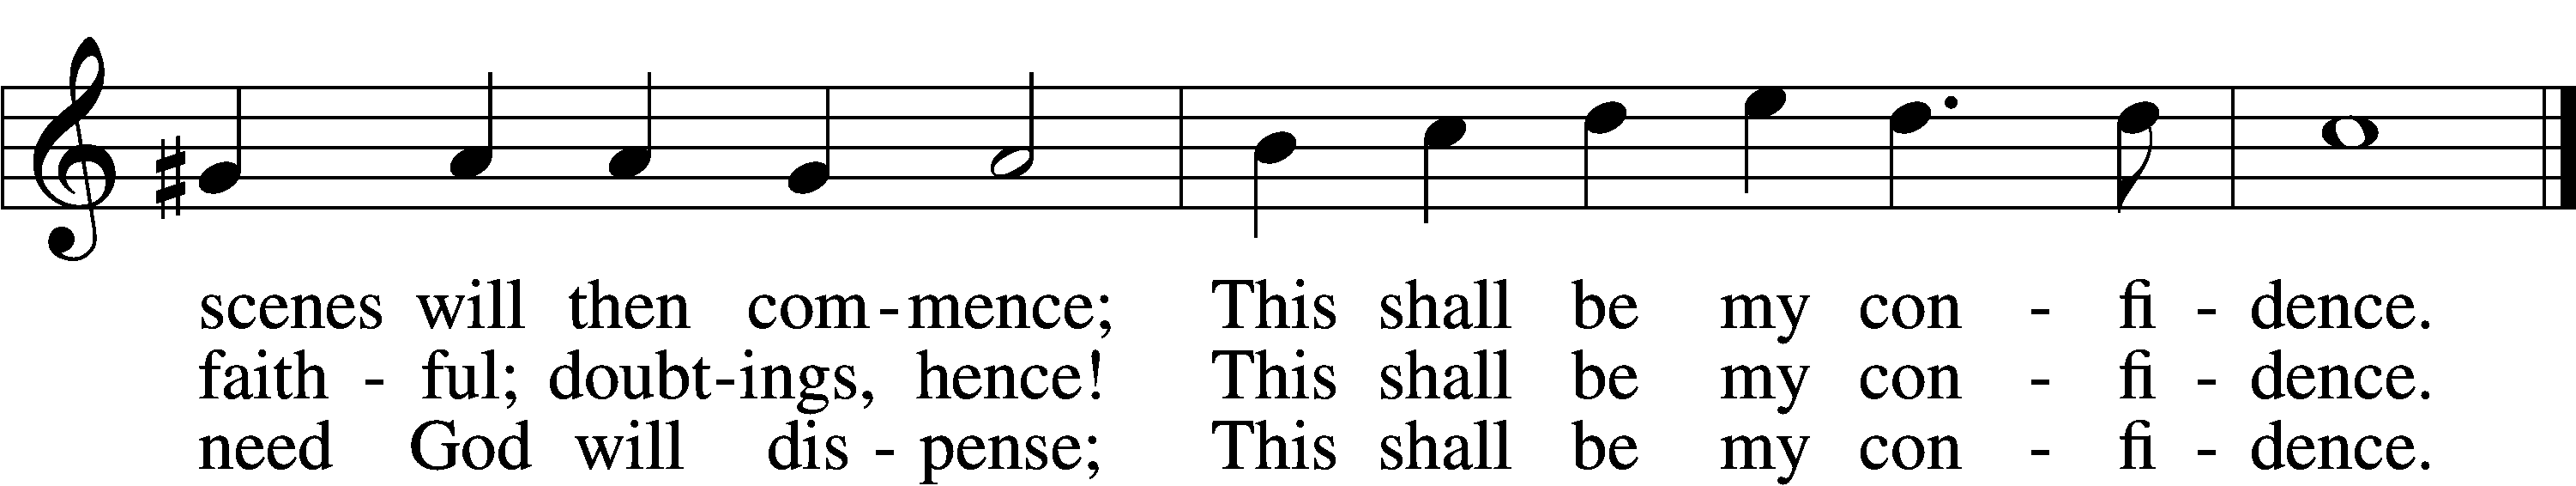 scenes will then com - mence; This shall be my con - fi - dence.
faith - ful; doubt - ings, hence! This shall be my con - fi - dence.
need God will dis - pense; This shall be my con - fi - dence.